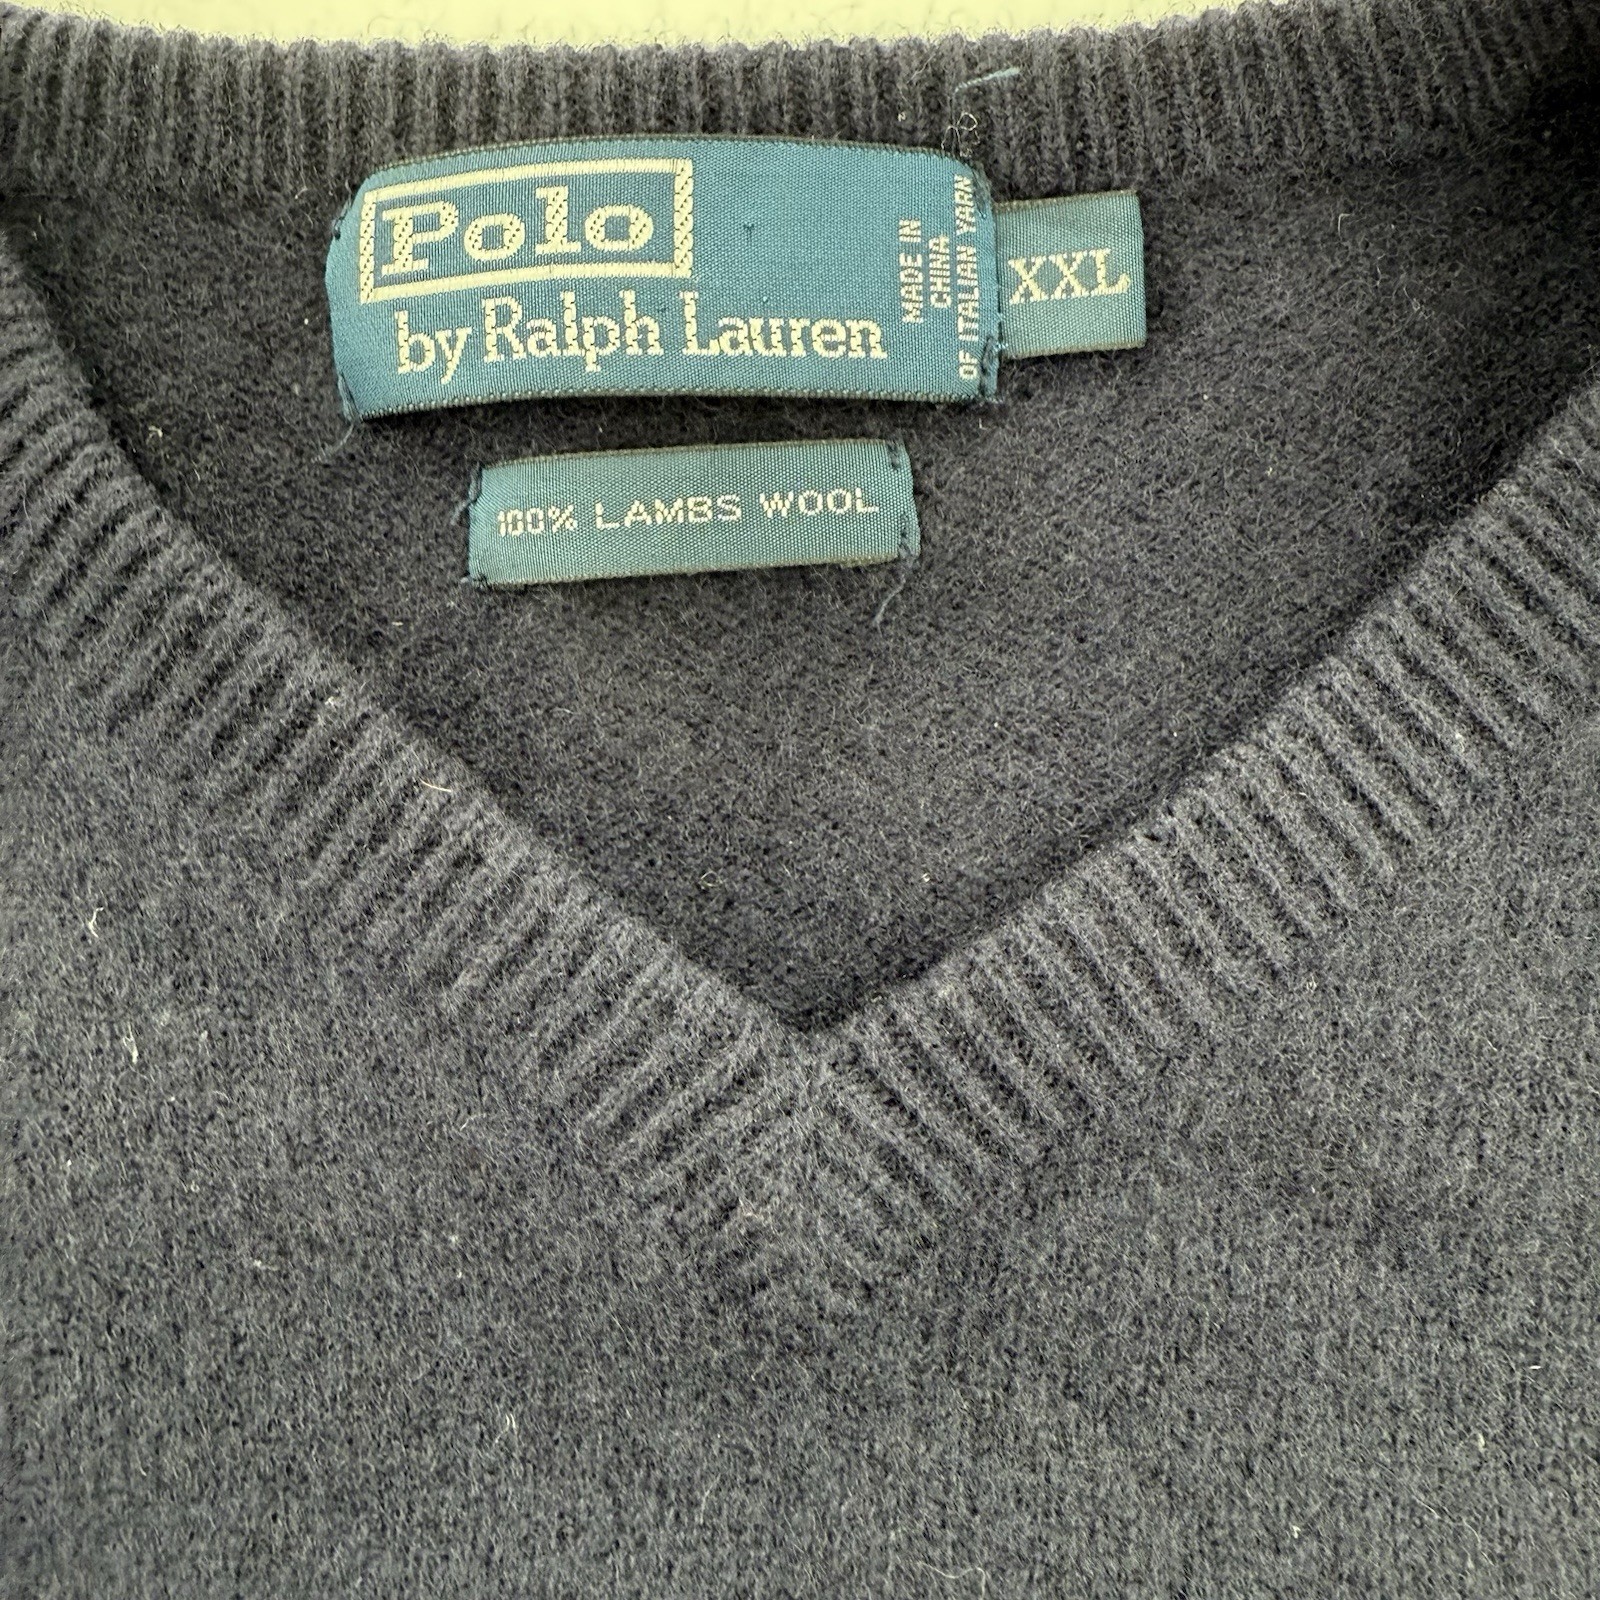 Polo
by Ralph Lauren
MADE IN
CHINA
OF ITALIAN YARN
XXL
100% LAMBS WOOL